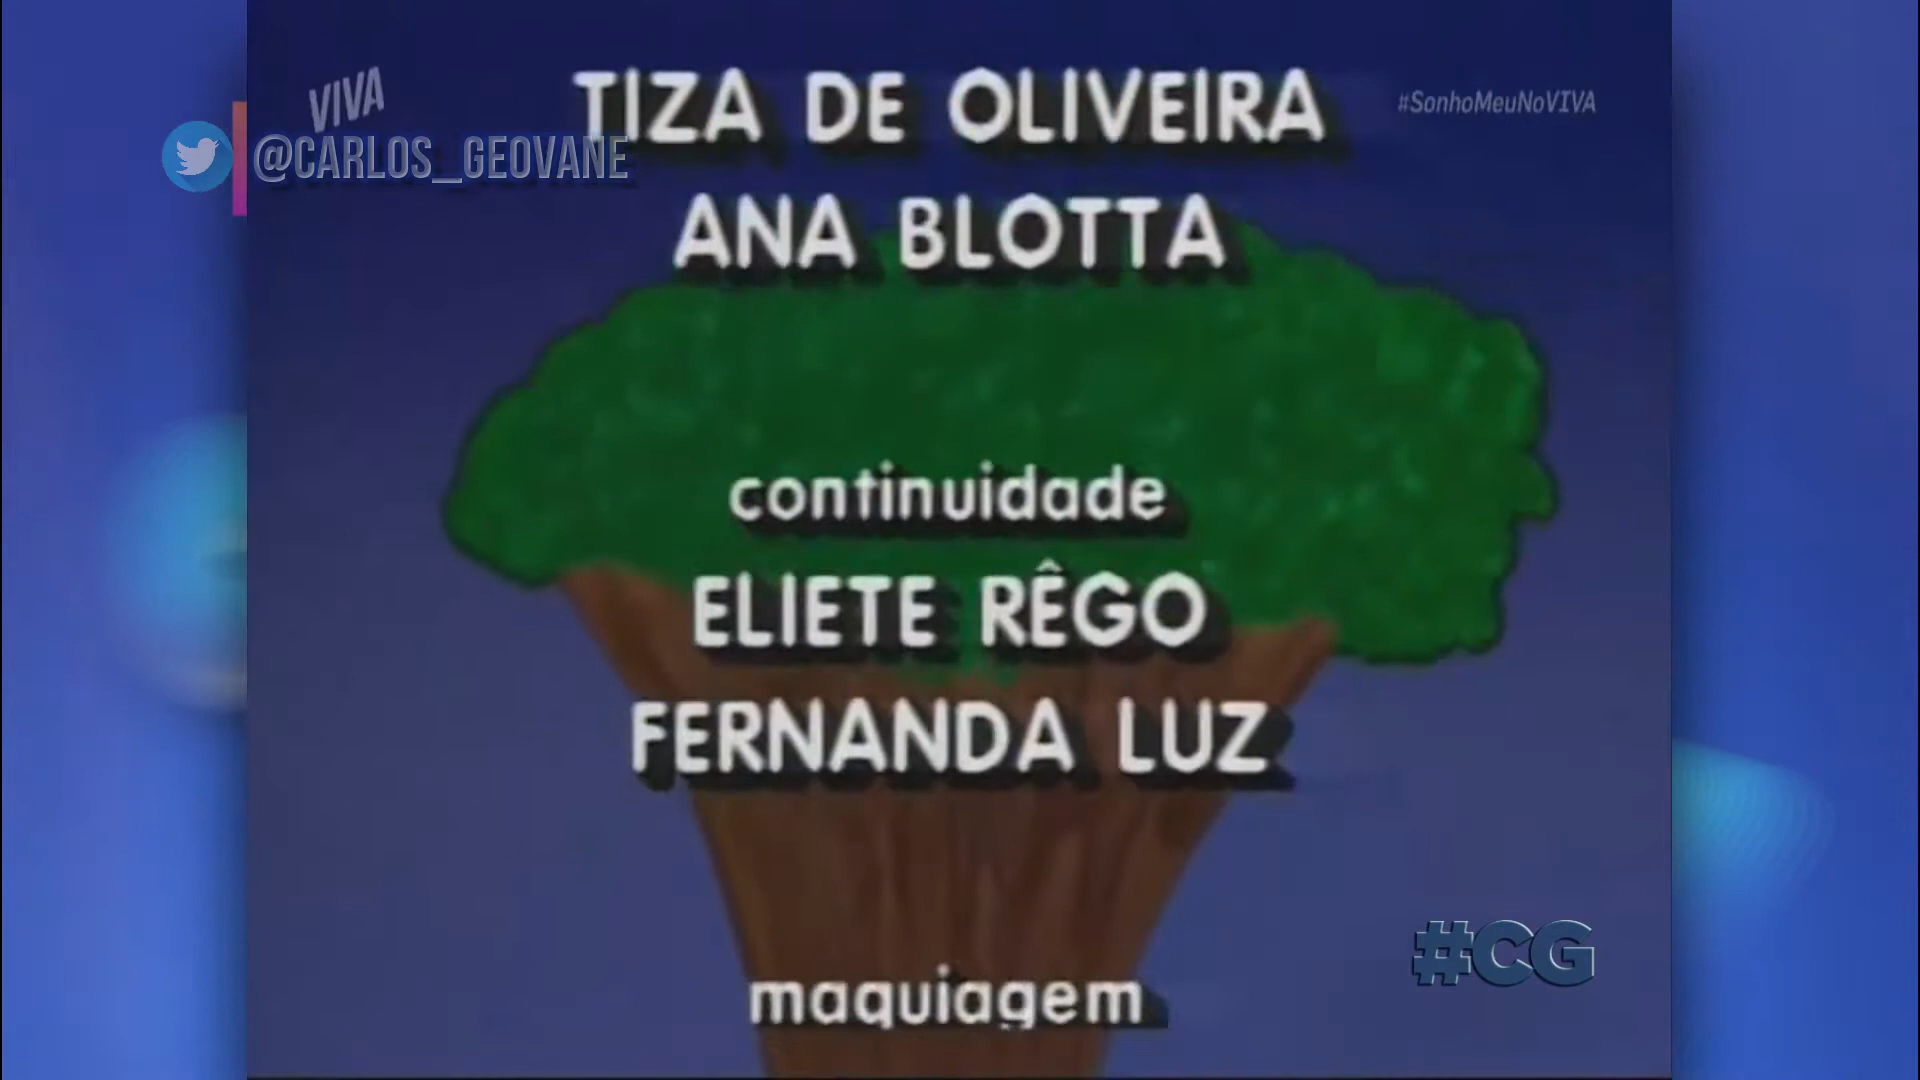 VIVA
TIZA DE OLIVEIRA
#SonhoMeuNoVIVA
@CARLOS_GEOVANE
ANA BLOTTA
continuidade
ELIETE RÊGO
FERNANDA LUZ
#CG
maquiagem